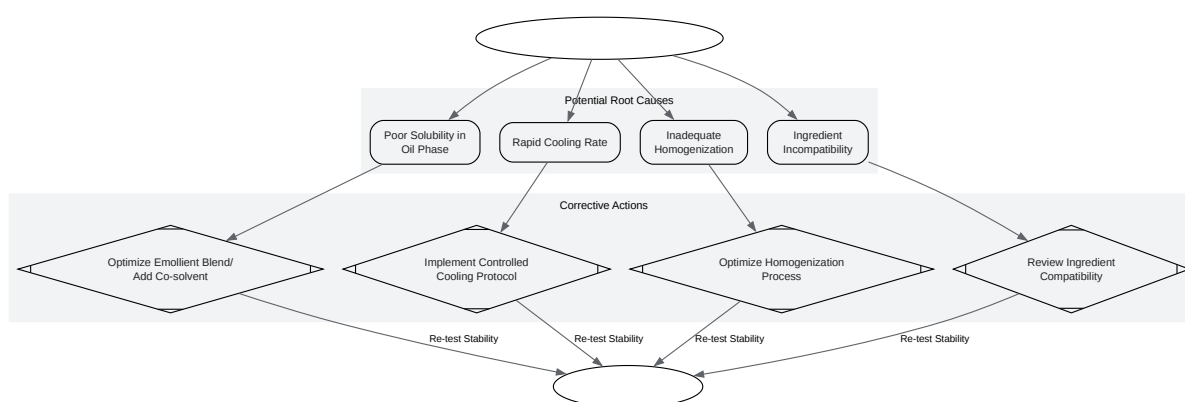 Potential Root Causes
Poor Solubility in
Oil Phase
Rapid Cooling Rate
Inadequate
Homogenization
Ingredient
Incompatibility
Corrective Actions
Optimize Emollient Blend/
Add Co-solvent
Implement Controlled
Cooling Protocol
Optimize Homogenization
Process
Review Ingredient
Compatibility
Re-test Stability
Re-test Stability
Re-test Stability
Re-test Stability